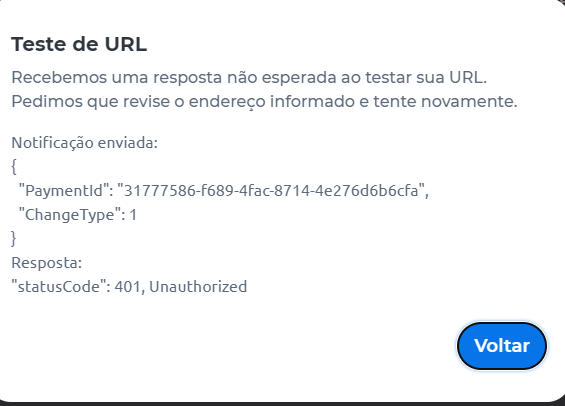 Teste de URL
Recebemos uma resposta não esperada ao testar sua URL.
Pedimos que revise o endereço informado e tente novamente.
Notificação enviada:
{
"PaymentId": "31777586-f689-4fac-8714-4e276d6b6cfa",
"ChangeType": 1
}
Resposta:
"statusCode": 401, Unauthorized
Voltar